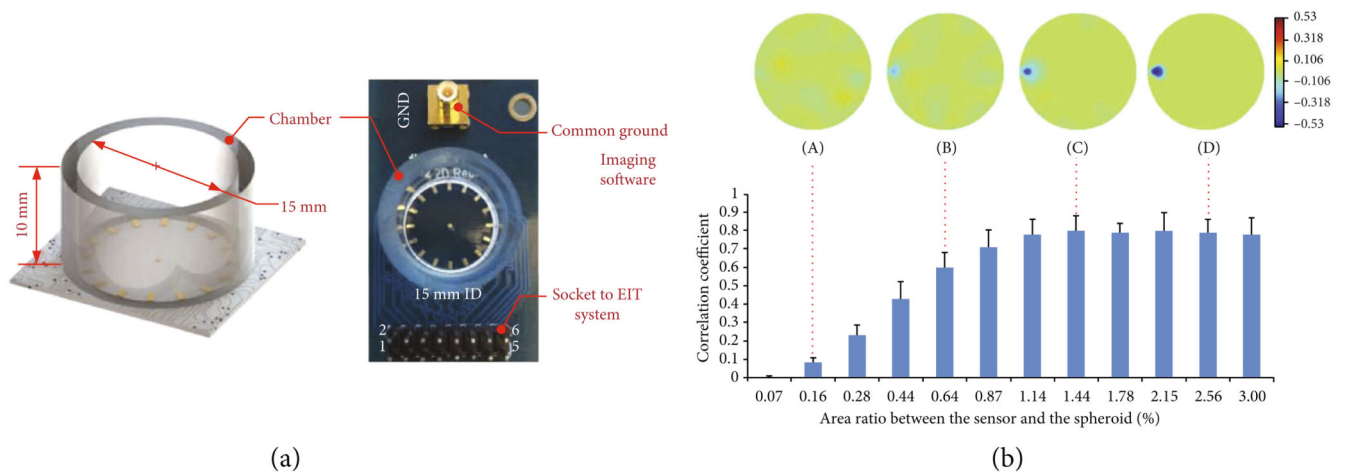 10 mm
15 mm
Chamber
GND
Common ground
Imaging
software
2D Rev
15 mm ID
Socket to EIT
system
2
1
6
5
(a)
0.53
0.318
0.106
−0.106
−0.318
−0.53
(A)
(B)
(C)
(D)
Correlation coefficient
1
0.9
0.8
0.7
0.6
0.5
0.4
0.3
0.2
0.1
0
0.07 0.16 0.28 0.44 0.64 0.87 1.14 1.44 1.78 2.15 2.56 3.00
Area ratio between the sensor and the spheroid (%)
(b)